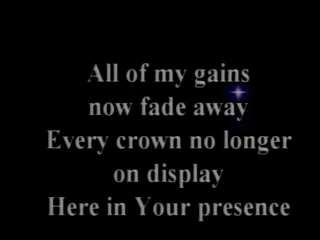 All of my gains
now fade away
Every crown no longer
on display
Here in Your presence